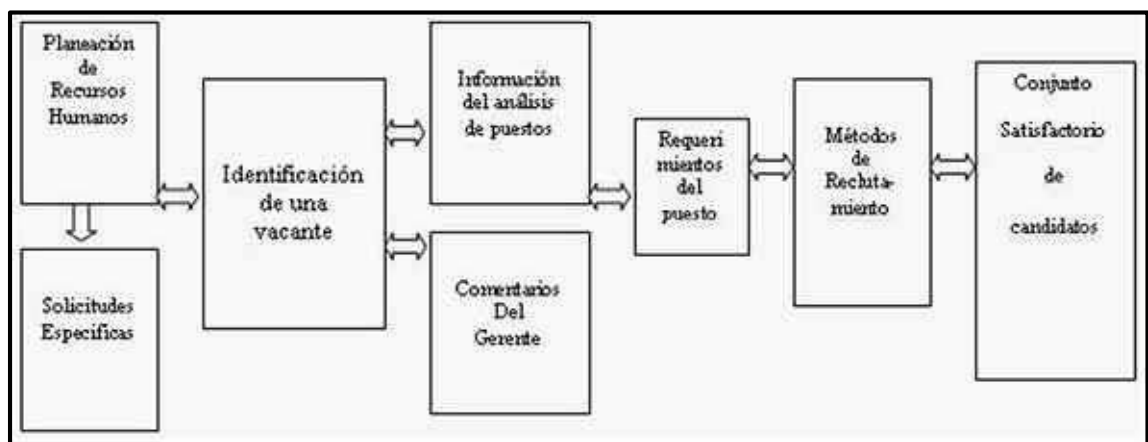 Planeación
de
Recursos
Humanos
Solicitudes
Especificas
Identificación
de una
vacante
Información
del análisis
de puestos
Comentarios
Del
Gerente
Requeri
mientos del
puesto
Métodos
de
Recluta-
miento
Conjunto
Satisfactorio
de
candidatos